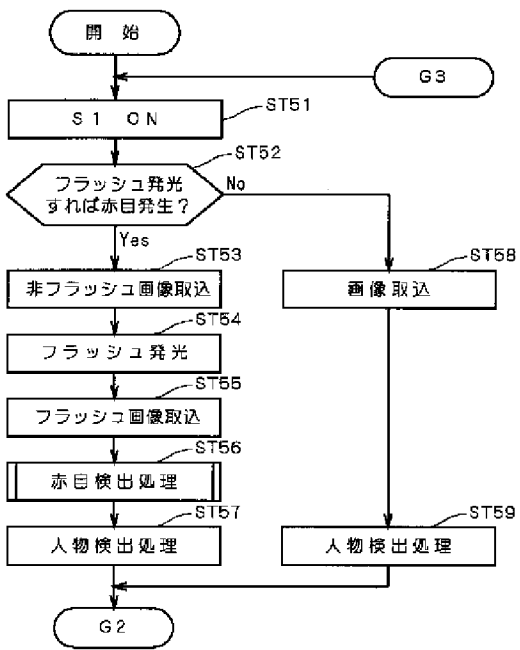 開始
G3
S1 ON
ST51
ST52
フラッシュ発光
すれば赤目発生?
No
Yes
ST53
非フラッシュ画像取込
ST58
画像取込
ST54
フラッシュ発光
ST55
フラッシュ画像取込
ST56
赤目検出処理
ST57
人物検出処理
ST59
人物検出処理
G2